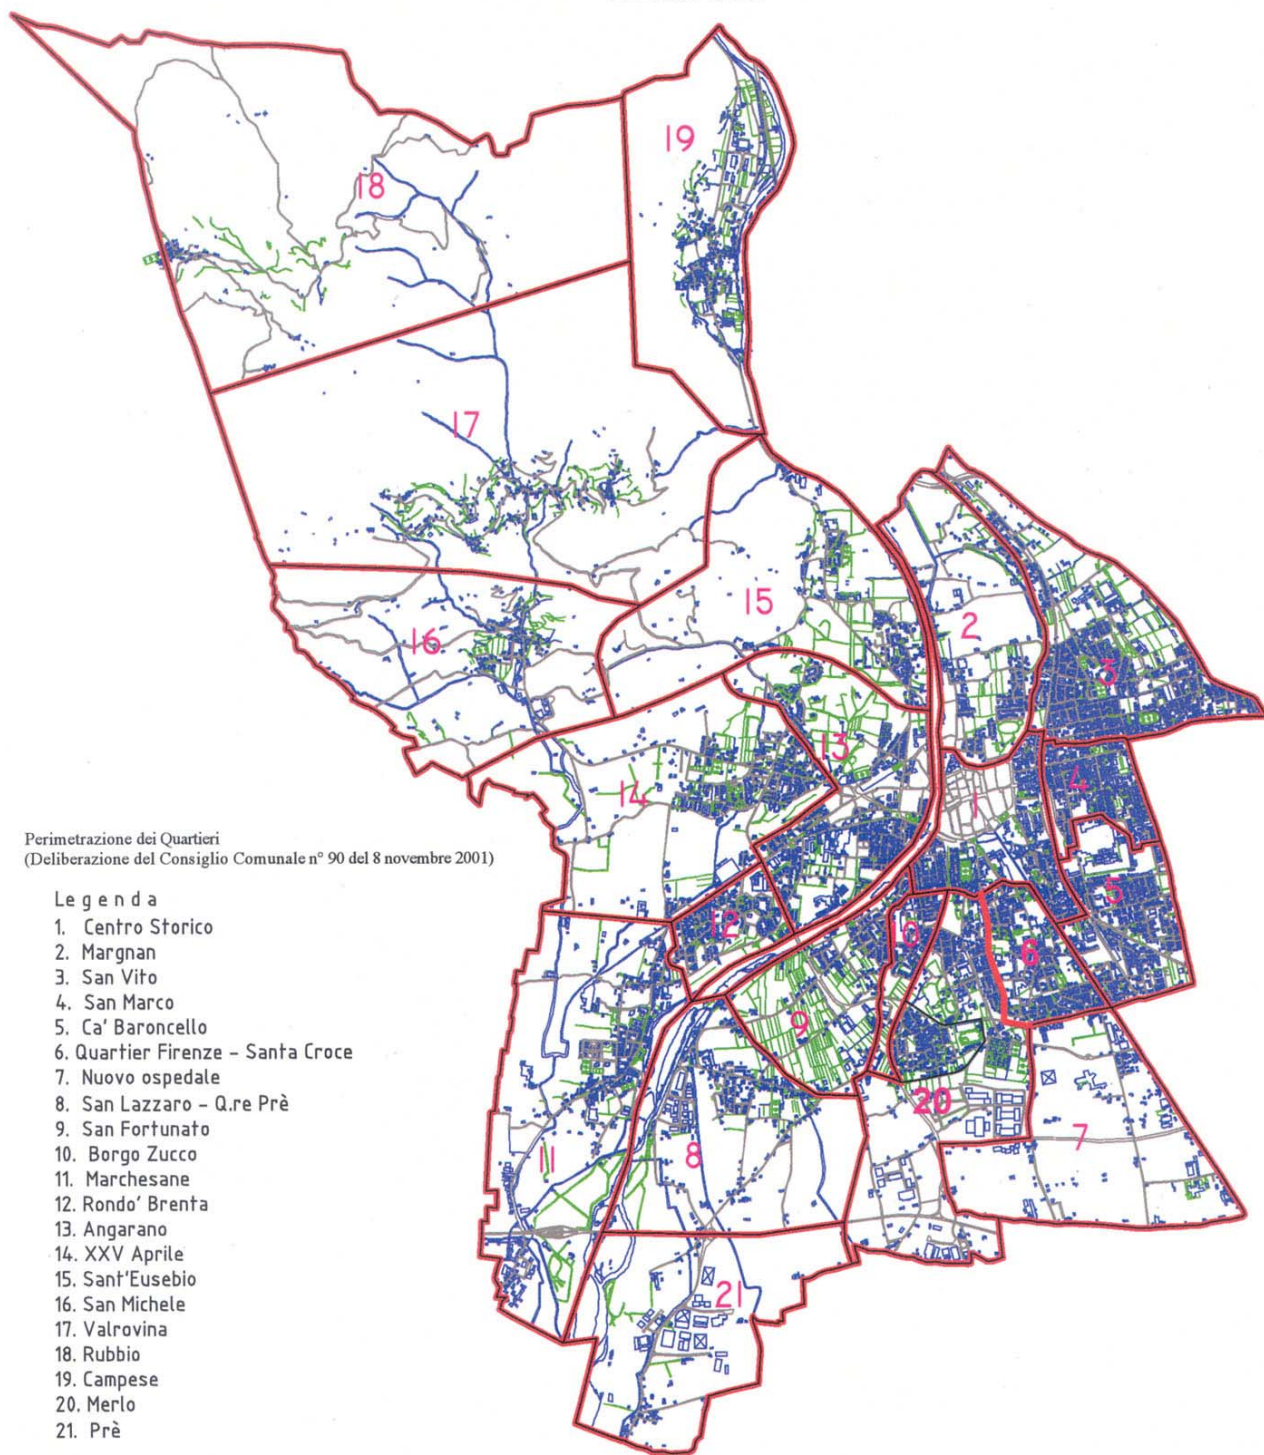 19
18
17
15
2
16
3
13
14
4
1
Perimetrazione dei Quartieri
(Deliberazione del Consiglio Comunale n° 90 del 8 novembre 2001)
5
12
10
6
9
20
7
11
8
21
Legenda
1. Centro Storico
2. Margnan
3. San Vito
4. San Marco
5. Ca' Baroncello
6. Quartier Firenze - Santa Croce
7. Nuovo ospedale
8. San Lazzaro - Q.re Prè
9. San Fortunato
10. Borgo Zucco
11. Marchesane
12. Rondo' Brenta
13. Angarano
14. XXV Aprile
15. Sant'Eusebio
16. San Michele
17. Valrovina
18. Rubbio
19. Campese
20. Merlo
21. Prè